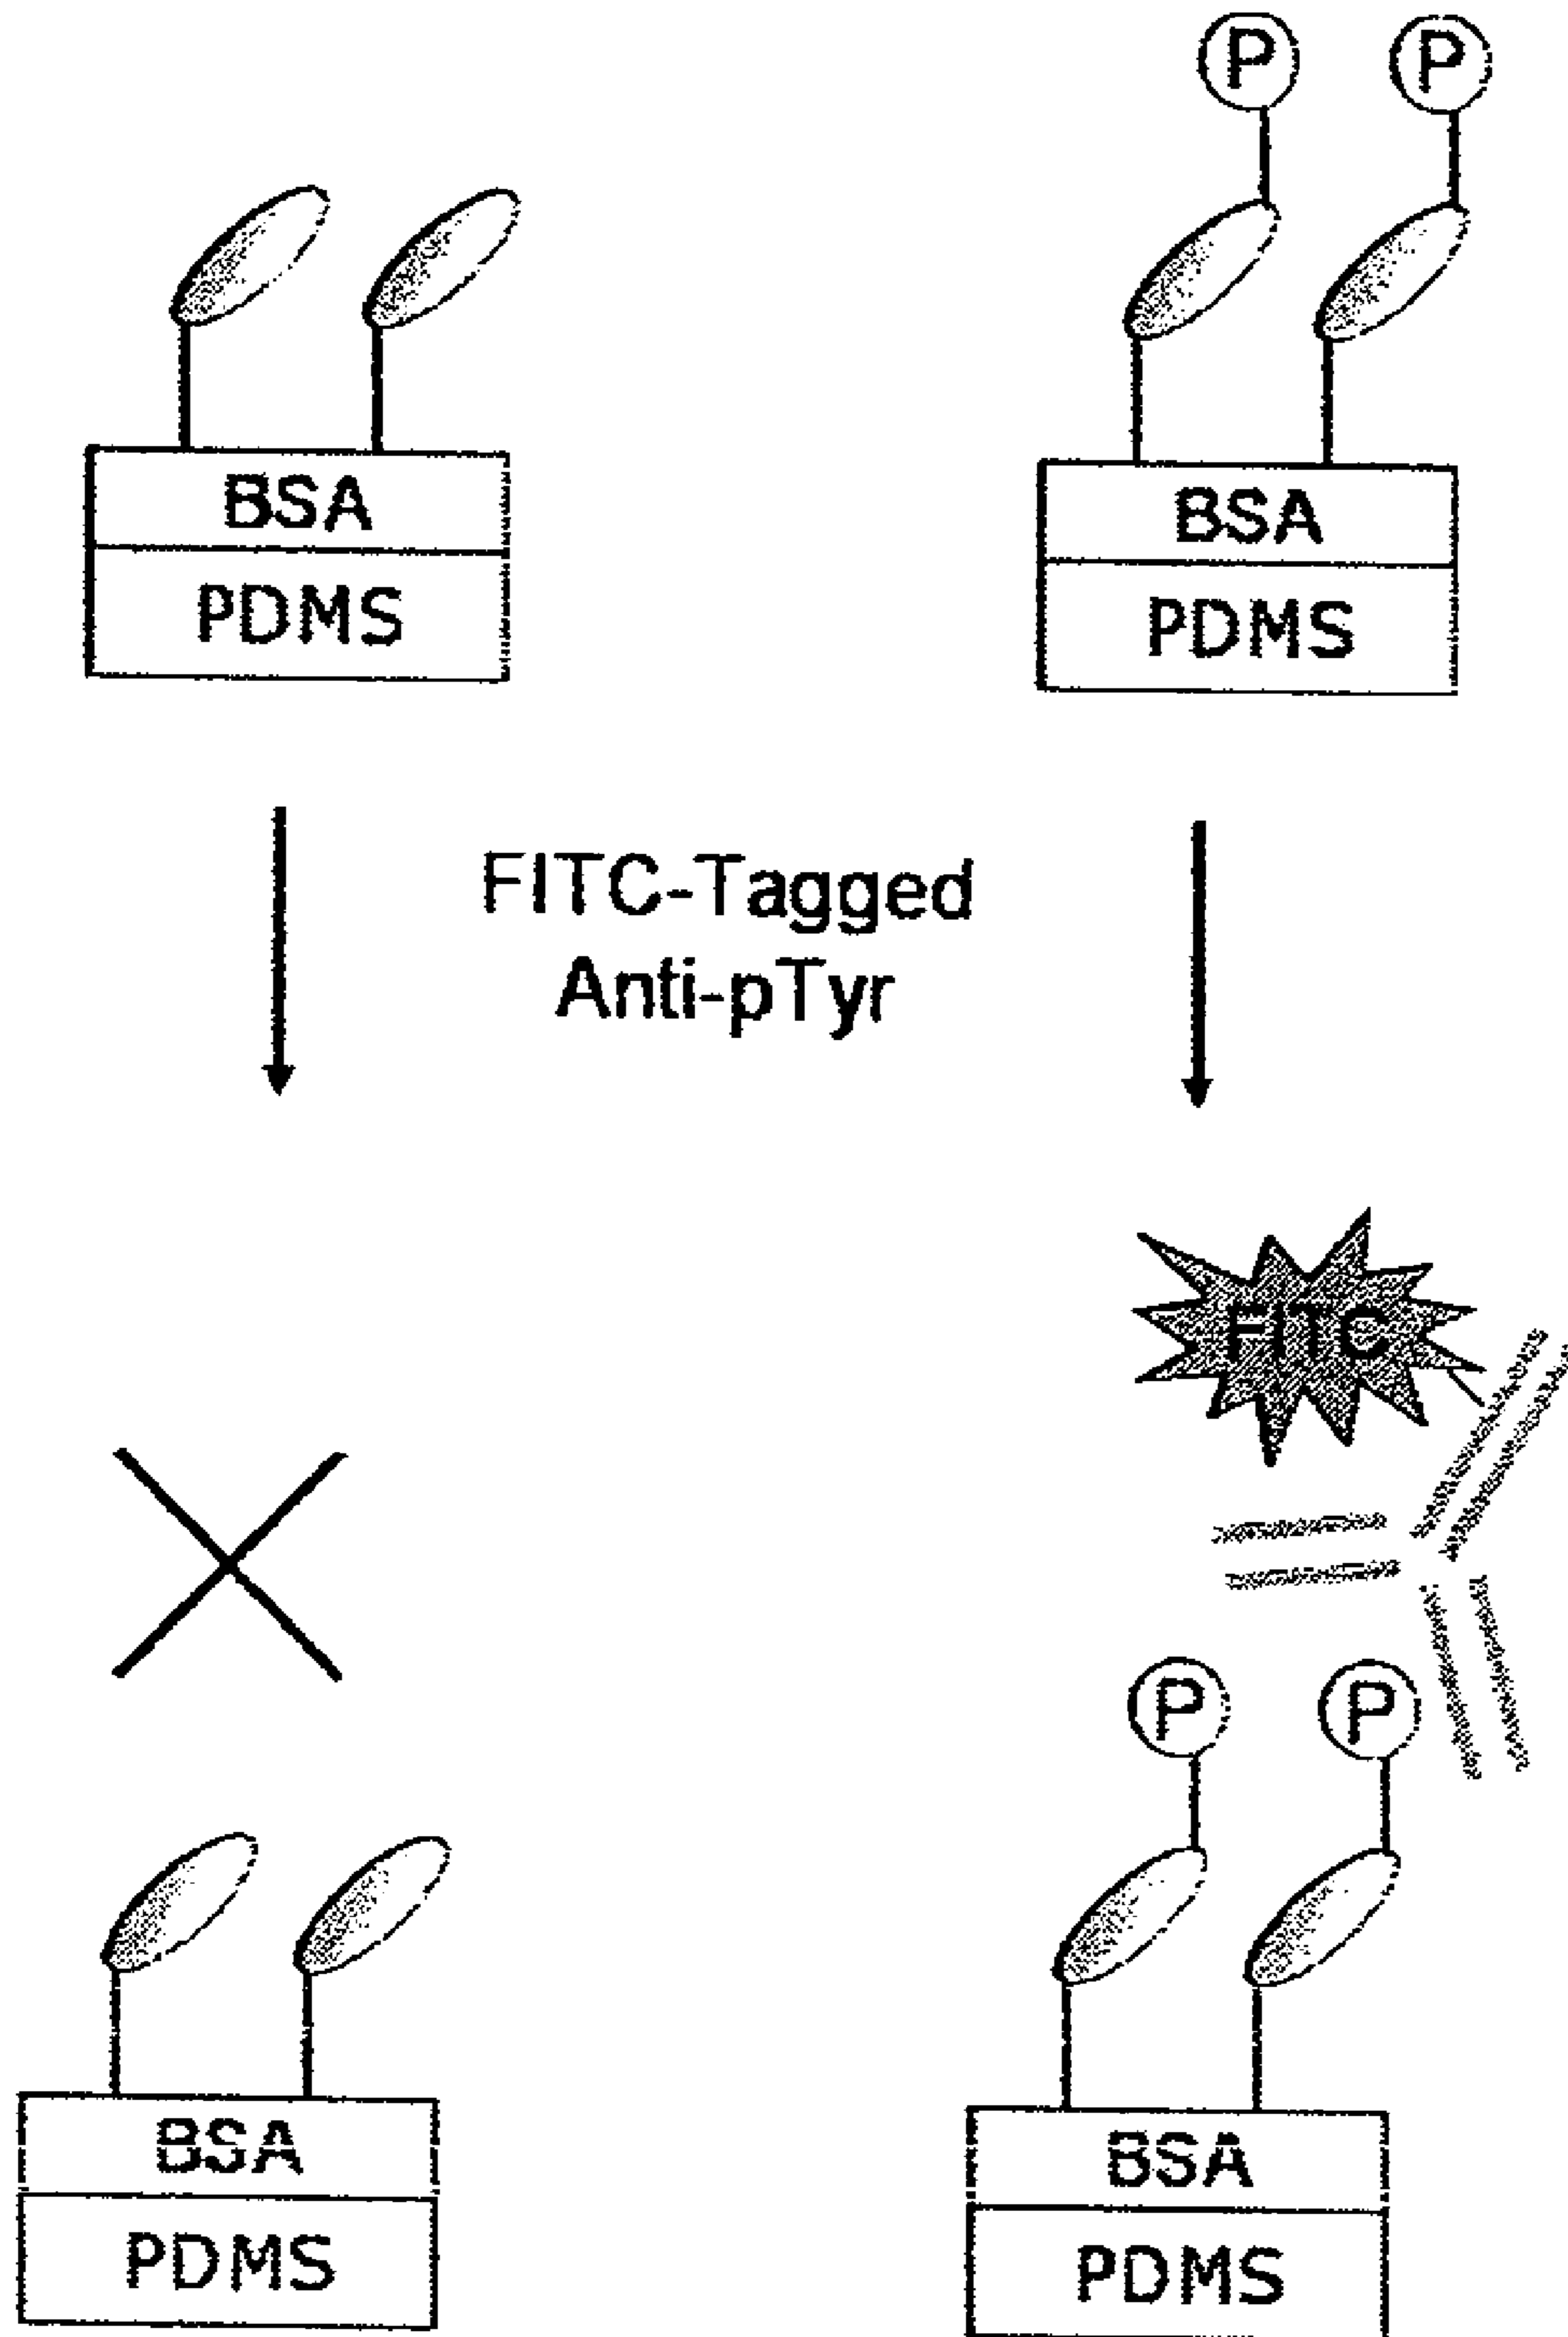 P P
BSA
PDMS
BSA
PDMS
FITC-Tagged
Anti-pTyr
FITC
P P
BSA
PDMS
BSA
PDMS